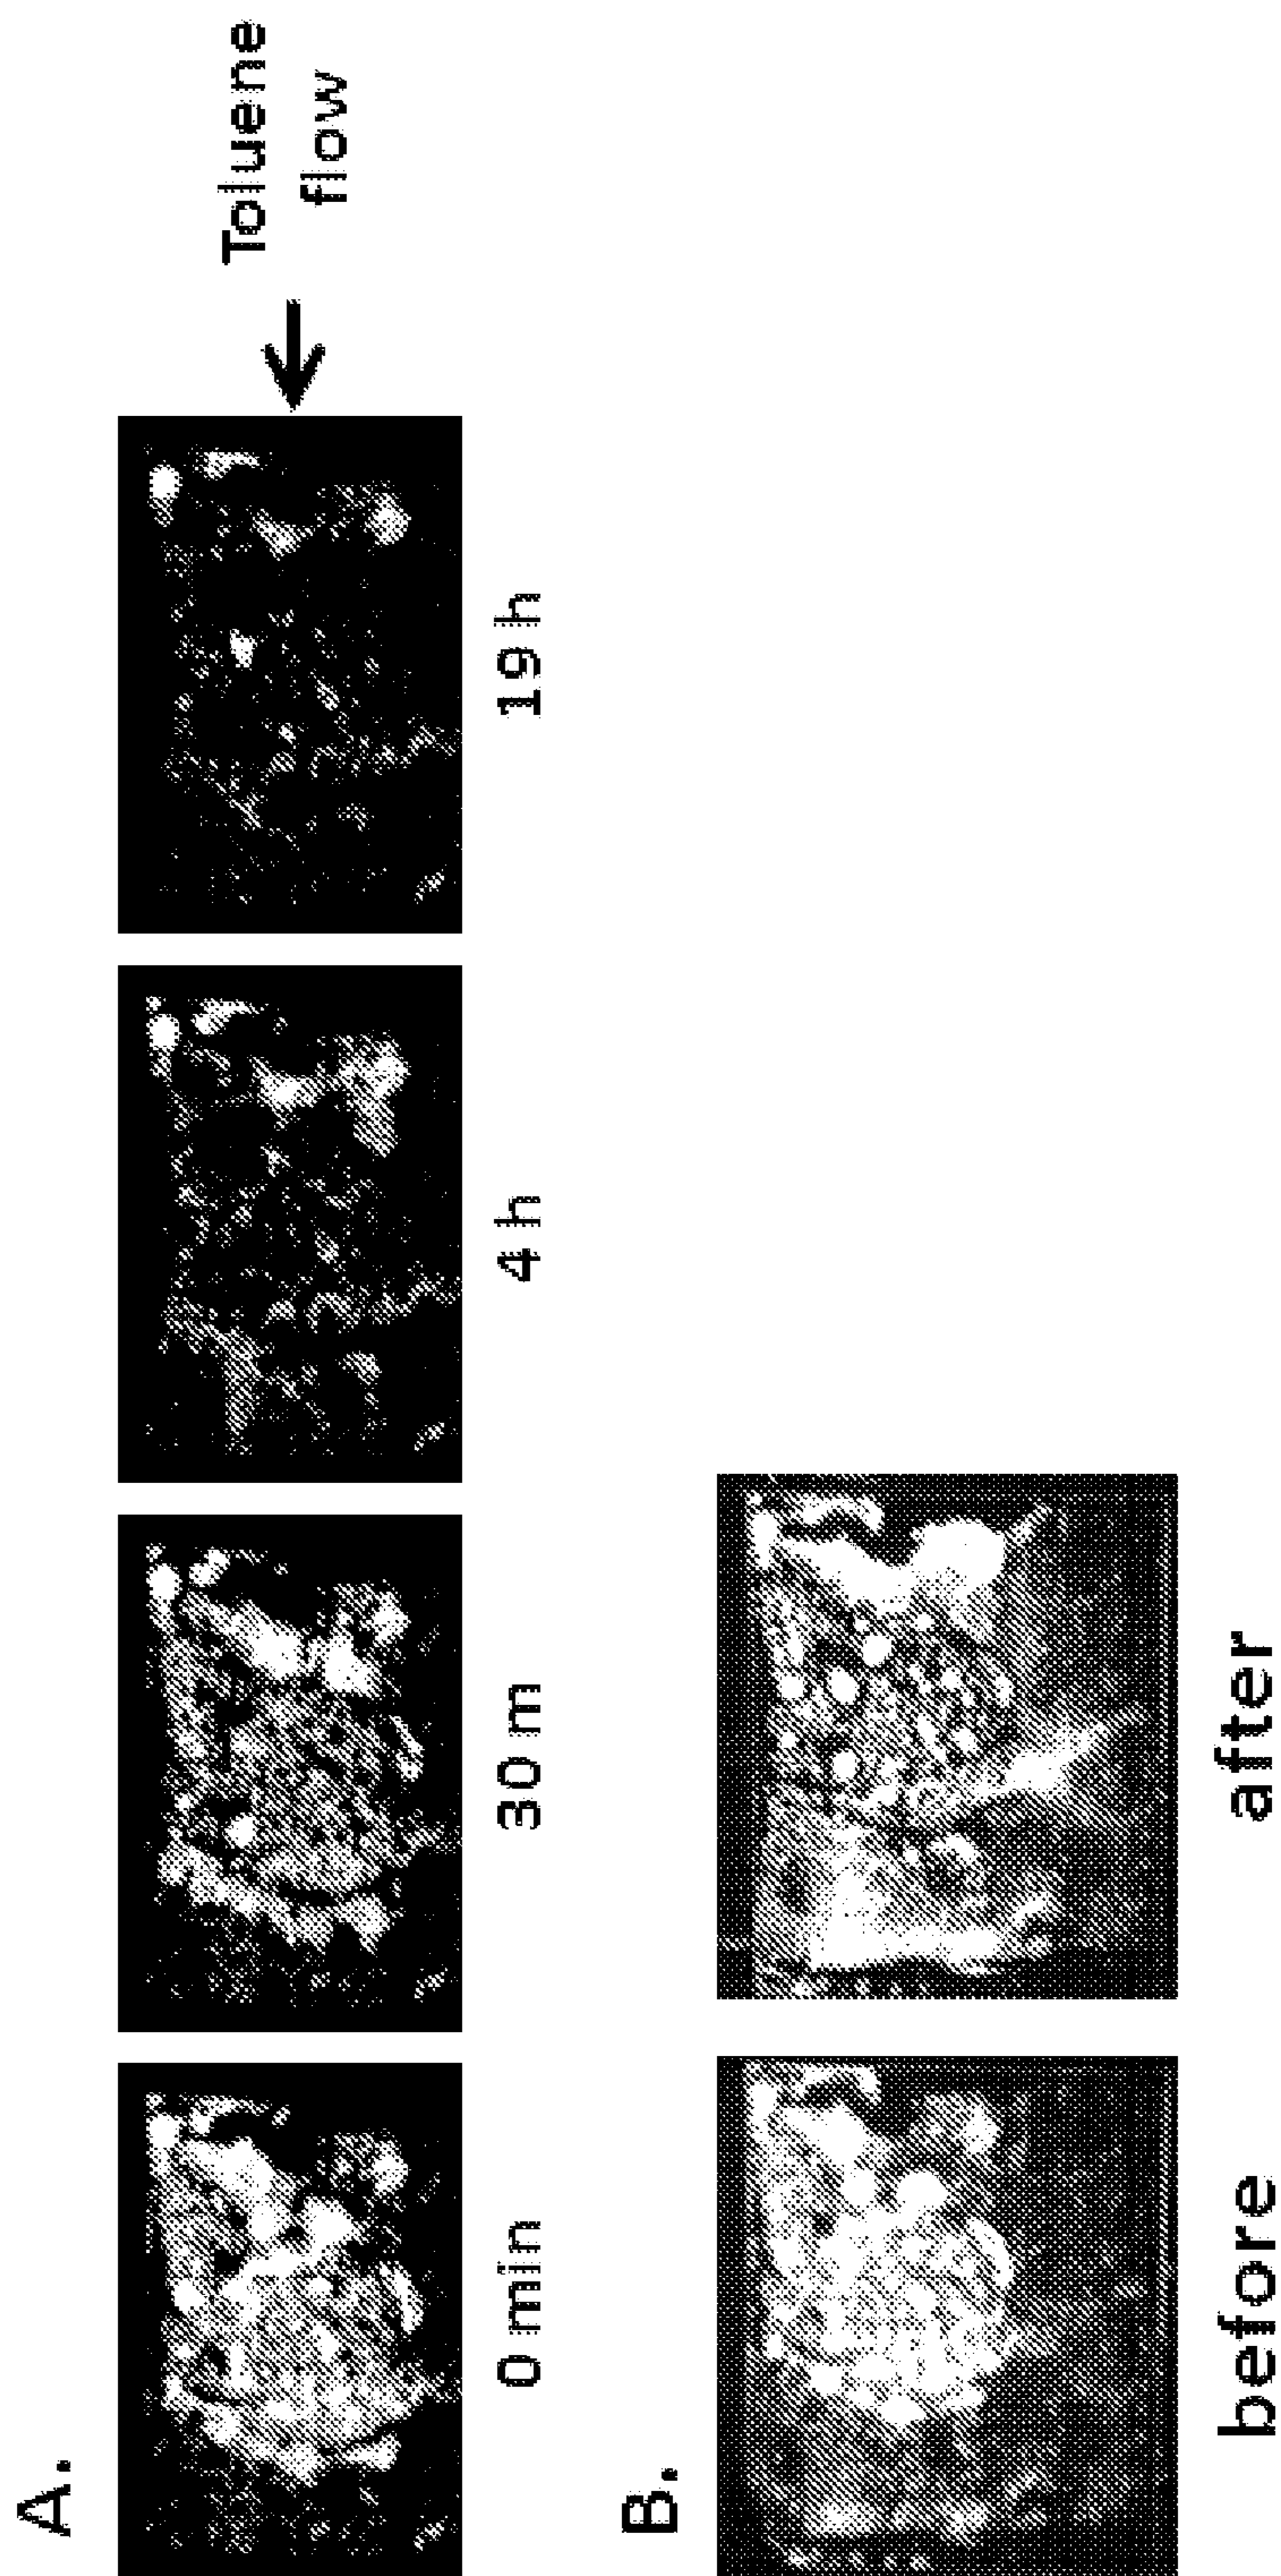 A.
0 min
30 m
4 h
19 h
Toluene
flow
B.
before
after